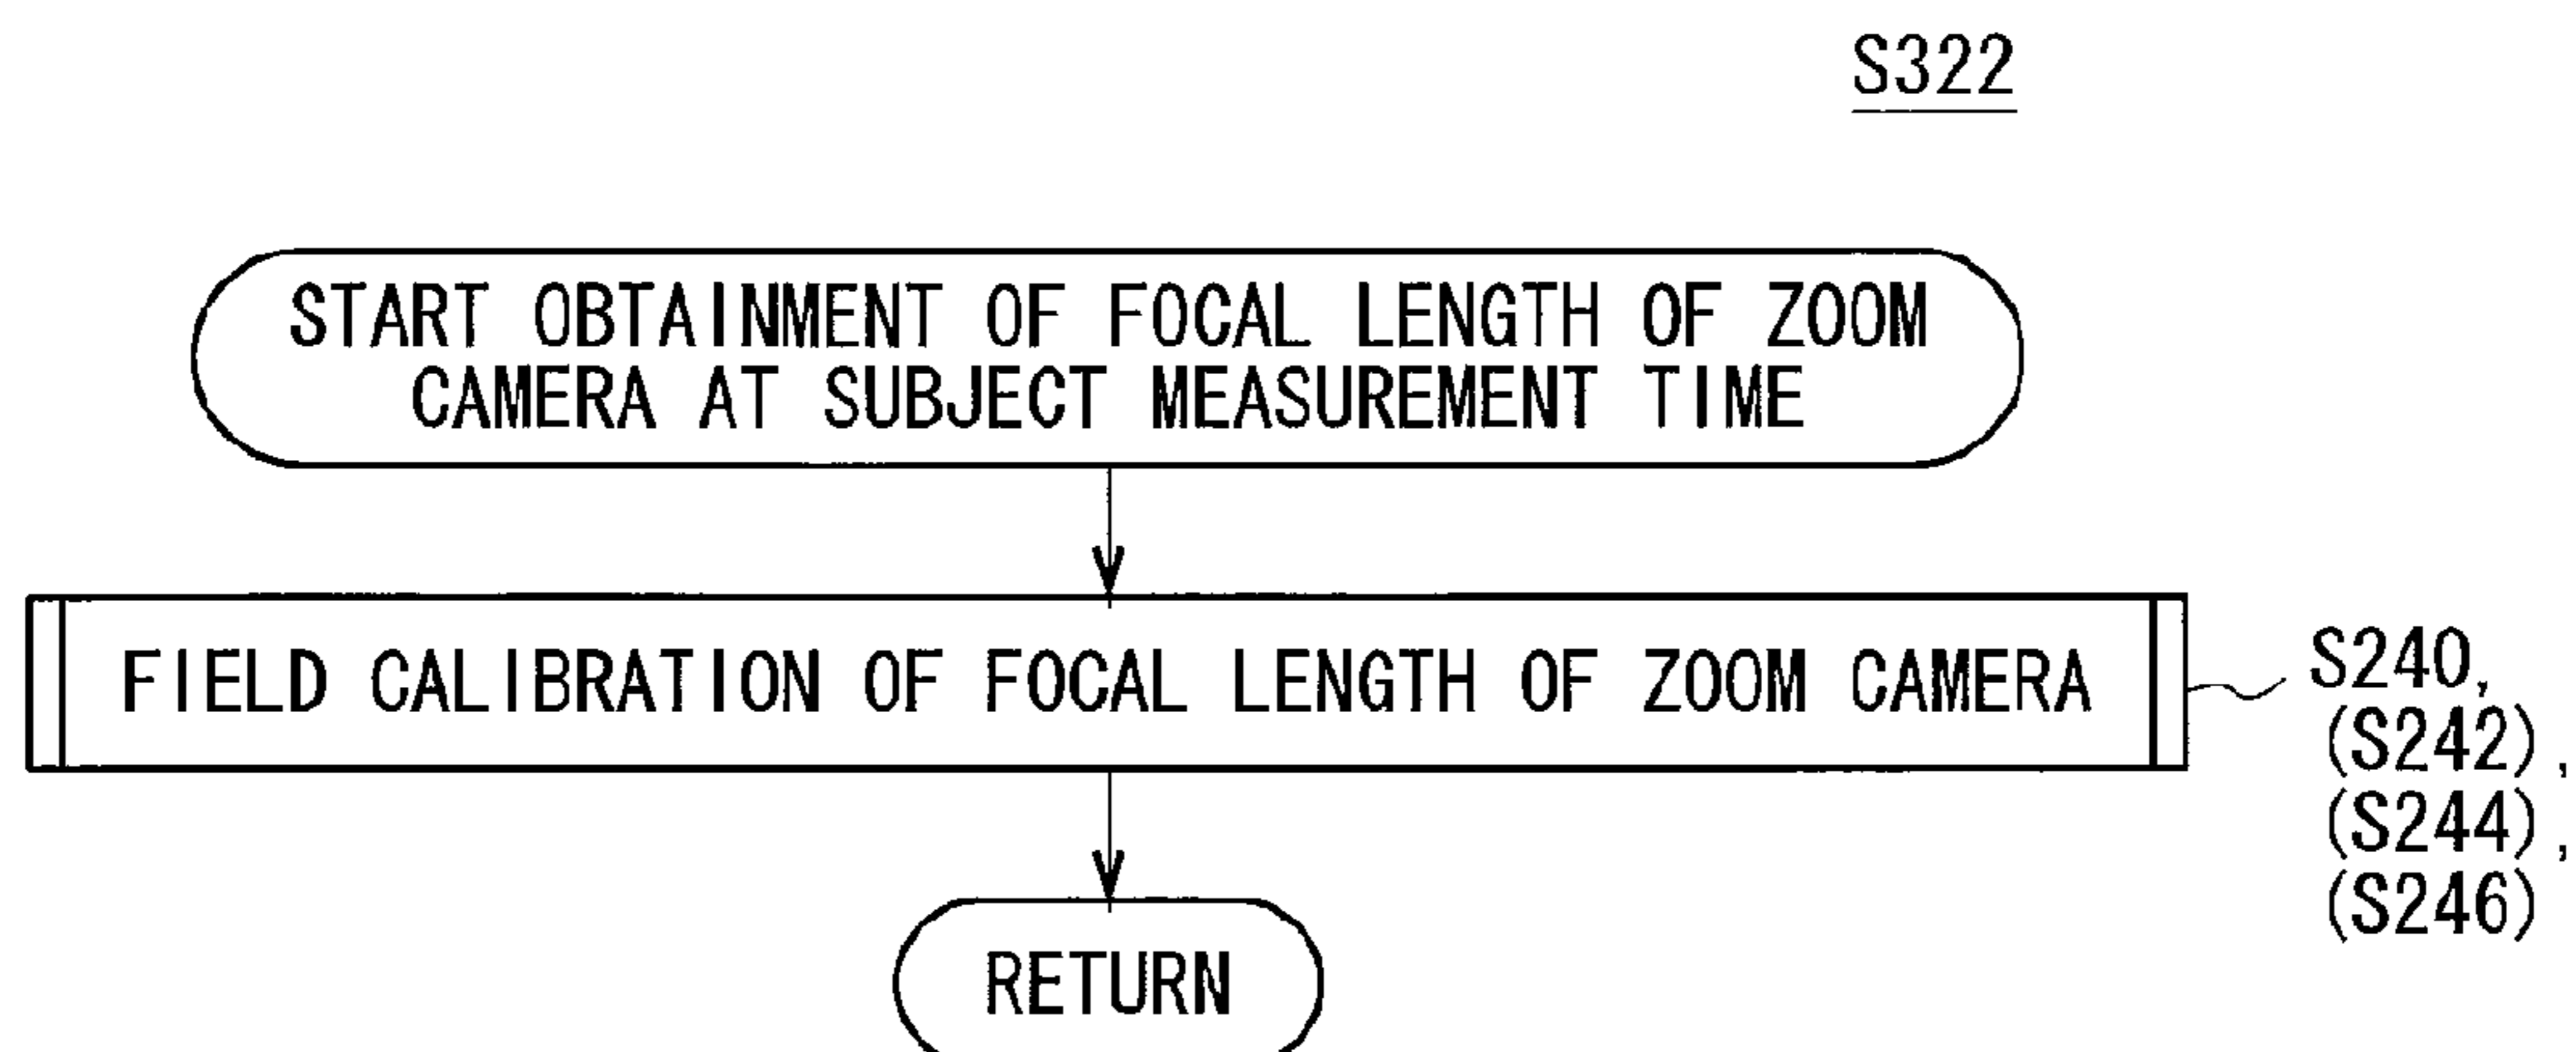 S322
START OBTAINMENT OF FOCAL LENGTH OF ZOOM
CAMERA AT SUBJECT MEASUREMENT TIME
FIELD CALIBRATION OF FOCAL LENGTH OF ZOOM CAMERA
S240,
(S242),
(S244),
(S246)
RETURN